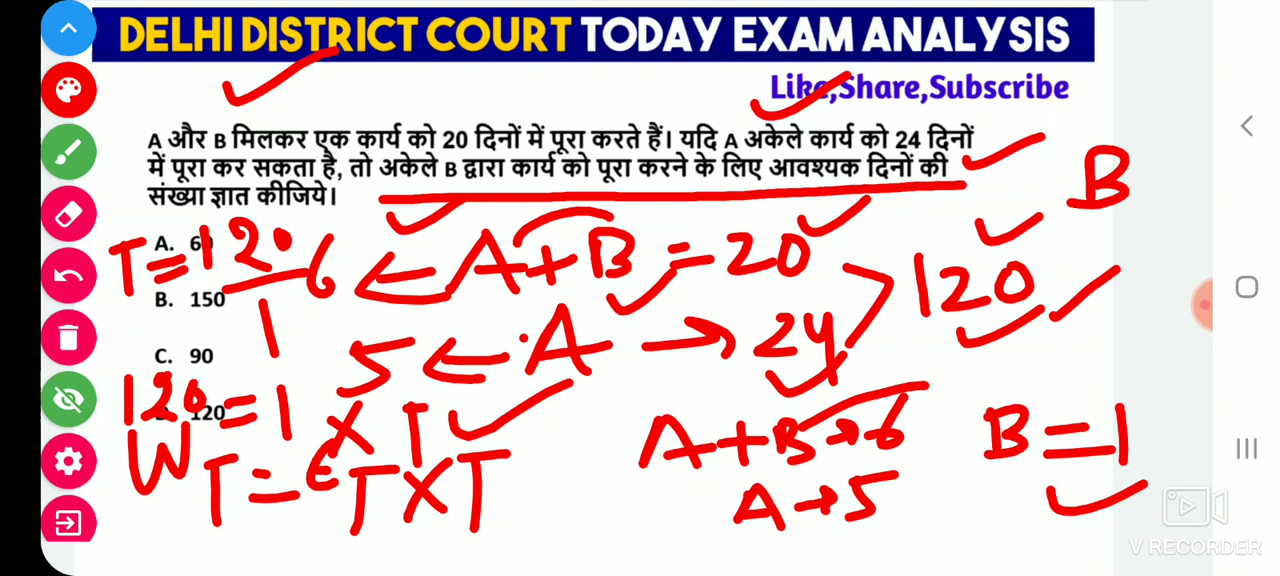 DELHI DISTRICT COURT TODAY EXAM ANALYSIS
Like,Share,Subscribe
A और B मिलकर एक कार्य को 20 दिनों में पूरा करते हैं। यदि A अकेले कार्य को 24 दिनों
में पूरा कर सकता है, तो अकेले B द्वारा कार्य को पूरा करने के लिए आवश्यक दिनों की
संख्या ज्ञात कीजिये।
B
A. 60
T = 120
1
6 ← A + B = 20
120
B. 150
5 ← A → 24
C. 90
120 = 1 X T
120
A + B → 6
B = 1
W
T = E
T X T
A → 5
V RECORDER